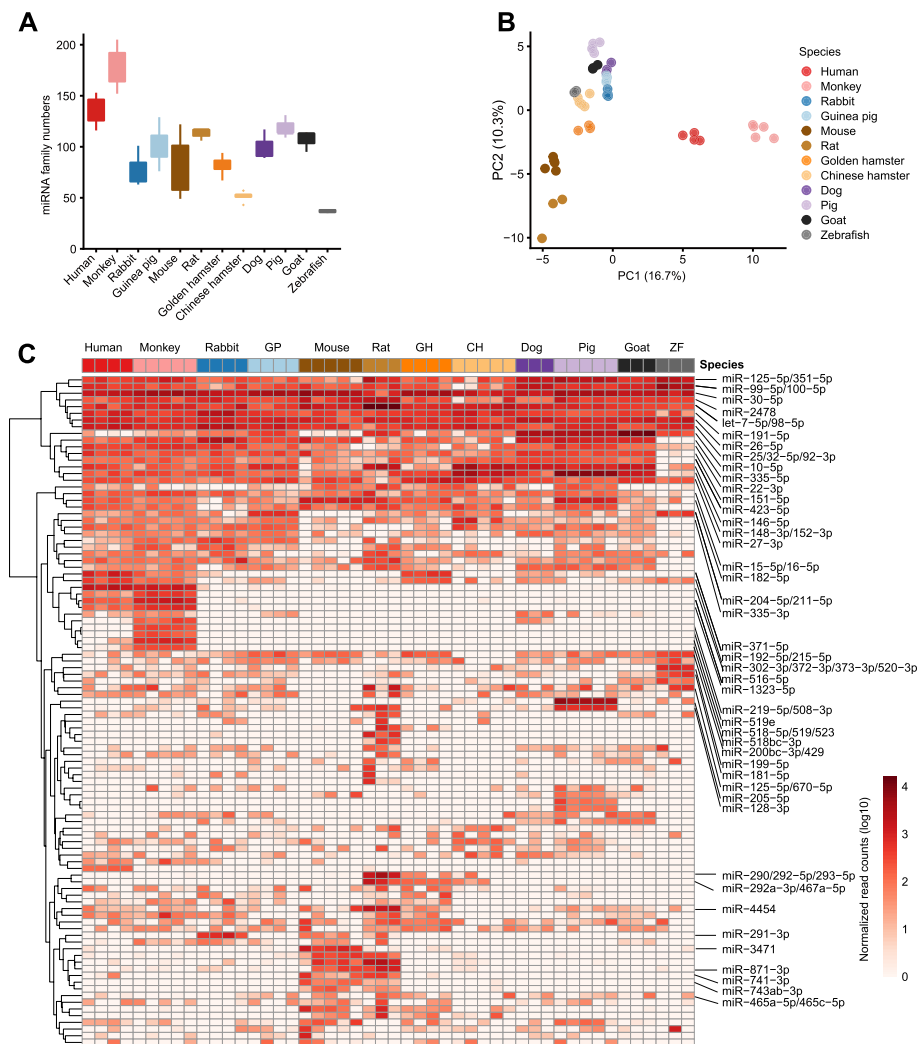 A
miRNA family numbers
200
150
100
50
0
Human
Monkey
Rabbit
Guinea pig
Mouse
Rat
Golden hamster
Chinese hamster
Dog
Pig
Goat
Zebrafish
B
PC2 (10.3%)
5
0
−5
−10
−5
0
5
10
PC1 (16.7%)
Species
Human
Monkey
Rabbit
Guinea pig
Mouse
Rat
Golden hamster
Chinese hamster
Dog
Pig
Goat
Zebrafish
C
Human Monkey Rabbit GP Mouse Rat GH CH Dog Pig Goat ZF
Species
miR−125−5p/351−5p
miR−99−5p/100−5p
miR−30−5p
miR−2478
let−7−5p/98−5p
miR−191−5p
miR−26−5p
miR−25/32−5p/92−3p
miR−10−5p
miR−335−5p
miR−22−3p
miR−151−5p
miR−423−5p
miR−146−5p
miR−148−3p/152−3p
miR−27−3p
miR−15−5p/16−5p
miR−182−5p
miR−204−5p/211−5p
miR−335−3p
miR−371−5p
miR−192−5p/215−5p
miR−302−3p/372−3p/373−3p/520−3p
miR−516−5p
miR−1323−5p
miR−219−5p/508−3p
miR−519e
miR−518−5p/519/523
miR−518bc−3p
miR−200bc−3p/429
miR−199−5p
miR−181−5p
miR−125−5p/670−5p
miR−205−5p
miR−128−3p
miR−290/292−5p/293−5p
miR−292a−3p/467a−5p
miR−4454
miR−291−3p
miR−3471
miR−871−3p
miR−741−3p
miR−743ab−3p
miR−465a−5p/465c−5p
Normalized read counts (log10)
4
3
2
1
0